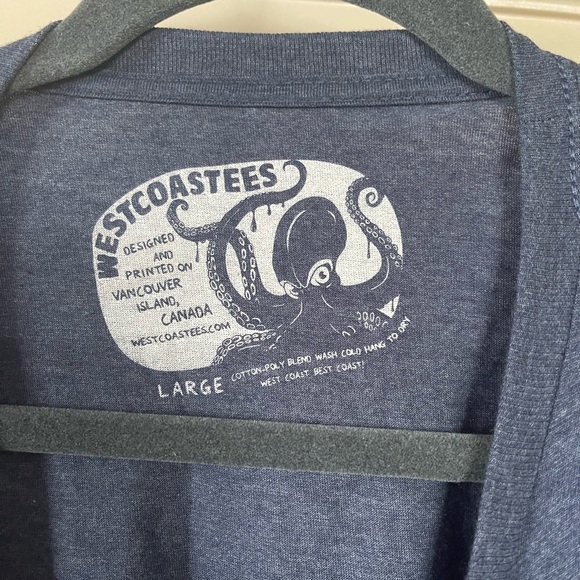 WESTCOASTEES
DESIGNED
AND
PRINTED ON
VANCOUVER
ISLAND,
CANADA
WESTCOASTEES.COM
LARGE
COTTON-POLY BLEND WASH COLD HANG TO DRY
WEST COAST BEST COAST!